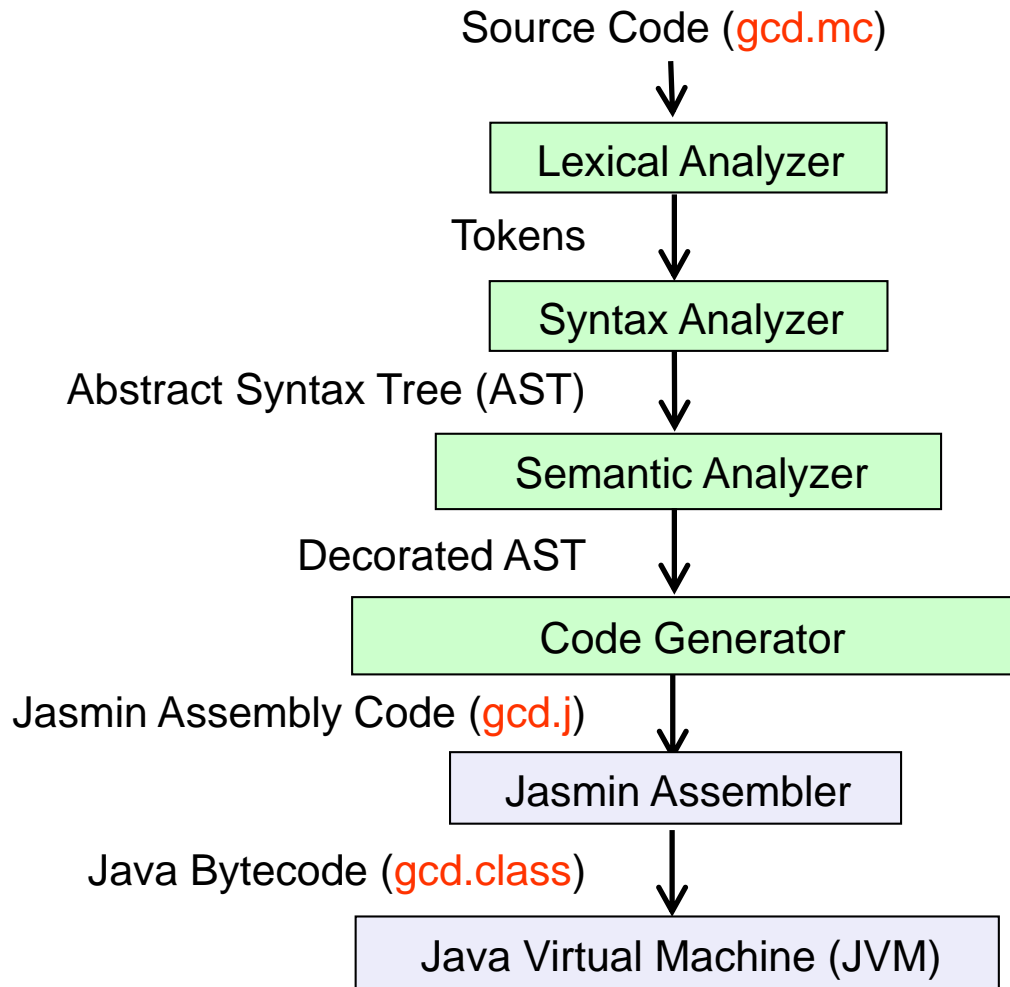 Source Code (gcd.mc)
Lexical Analyzer
Tokens
Syntax Analyzer
Abstract Syntax Tree (AST)
Semantic Analyzer
Decorated AST
Code Generator
Jasmin Assembly Code (gcd.j)
Jasmin Assembler
Java Bytecode (gcd.class)
Java Virtual Machine (JVM)